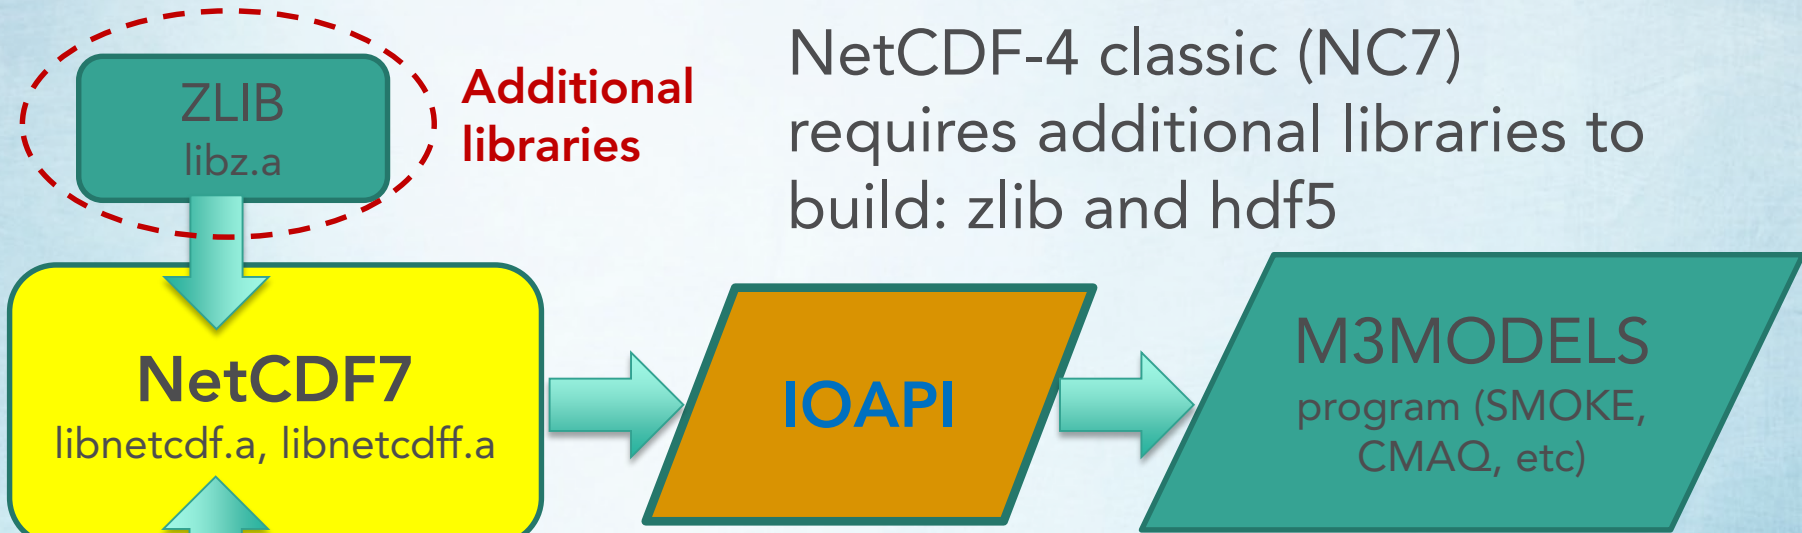 ZLIB
libz.a
Additional
libraries
NetCDF-4 classic (NC7)
requires additional libraries to
build: zlib and hdf5
NetCDF7
libnetcdf.a, libnetcdff.a
IOAPI
M3MODELS
program (SMOKE,
CMAQ, etc)